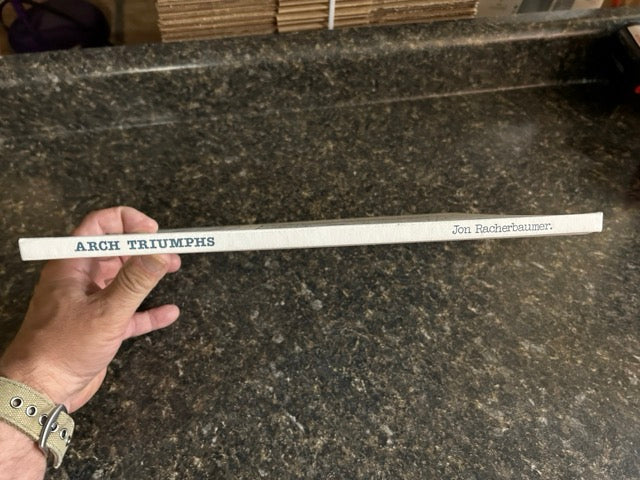 ARCH TRIUMPHS
Jon Racherbaumer.